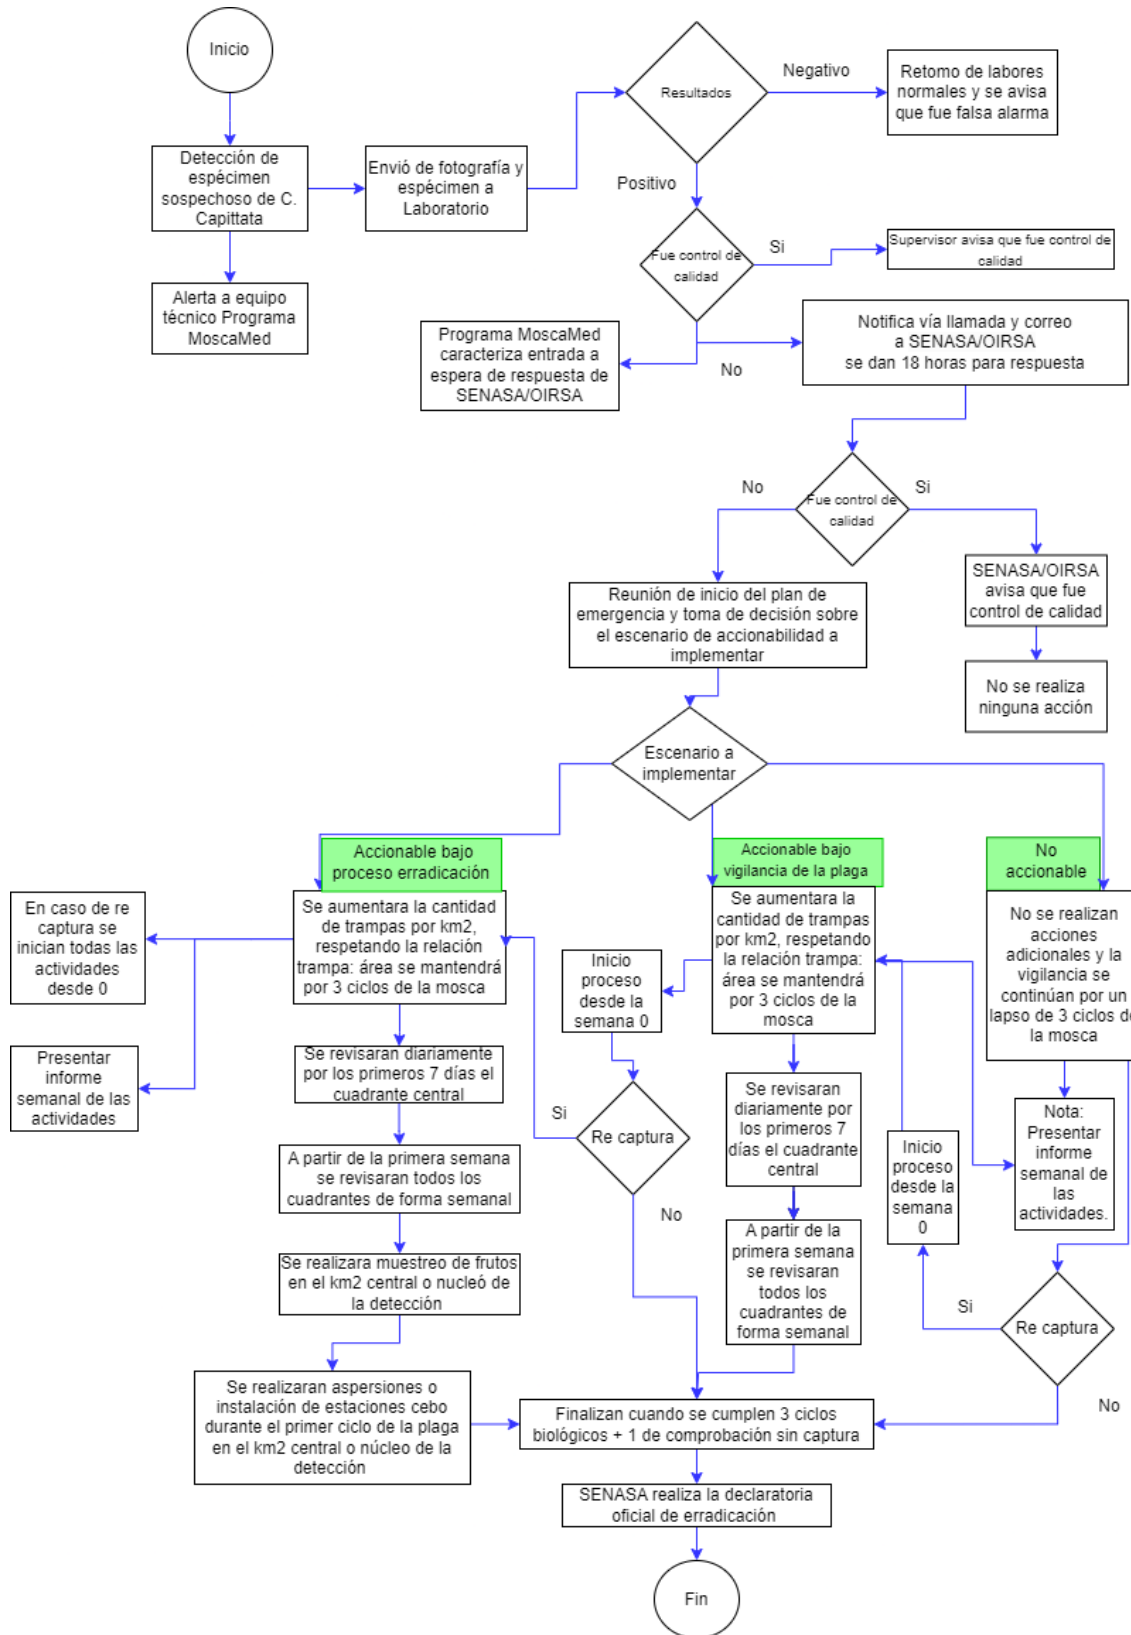 Inicio
Detección de
espécimen
sospechoso de C.
Capittata
Alerta a equipo
técnico Programa
MoscaMed
Envió de fotografía y
espécimen a
Laboratorio
Resultados
Negativo
Retomo de labores
normales y se avisa
que fue falsa alarma
Positivo
Fue control de
calidad
Si
Supervisor avisa que fue control de
calidad
No
Programa MoscaMed
caracteriza entrada a
espera de respuesta de
SENASA/OIRSA
Notifica vía llamada y correo
a SENASA/OIRSA
se dan 18 horas para respuesta
Fue control de
calidad
No
Si
SENASA/OIRSA
avisa que fue
control de calidad
No se realiza
ninguna acción
Reunión de inicio del plan de
emergencia y toma de decisión sobre
el escenario de accionabilidad a
implementar
Escenario a
implementar
Accionable bajo
proceso erradicación
Se aumentara la cantidad
de trampas por km2,
respetando la relación
trampa: área se mantendrá
por 3 ciclos de la mosca
En caso de re
captura se
inician todas las
actividades
desde 0
Presentar
informe
semanal de las
actividades
Se revisaran diariamente
por los primeros 7 días el
cuadrante central
A partir de la primera semana
se revisaran todos los
cuadrantes de forma semanal
Se realizara muestreo de frutos
en el km2 central o nucleó de
la detección
Se realizaran aspersiones o
instalación de estaciones cebo
durante el primer ciclo de la plaga
en el km2 central o núcleo de la
detección
Accionable bajo
vigilancia de la plaga
Se aumentara la
cantidad de trampas
por km2, respetando
la relación trampa:
área se mantendrá
por 3 ciclos de la
mosca
Inicio
proceso
desde la
semana 0
Re captura
Si
No
Se revisaran
diariamente por
los primeros 7
días el cuadrante
central
A partir de la
primera semana
se revisaran
todos los
cuadrantes de
forma semanal
No
accionable
No se realizan
acciones
adicionales y la
vigilancia se
continúan por un
lapso de 3 ciclos de
la mosca
Nota:
Presentar
informe
semanal de
las
actividades.
Inicio
proceso
desde la
semana
0
Re captura
Si
No
Finalizan cuando se cumplen 3 ciclos
biológicos + 1 de comprobación sin captura
SENASA realiza la declaratoria
oficial de erradicación
Fin